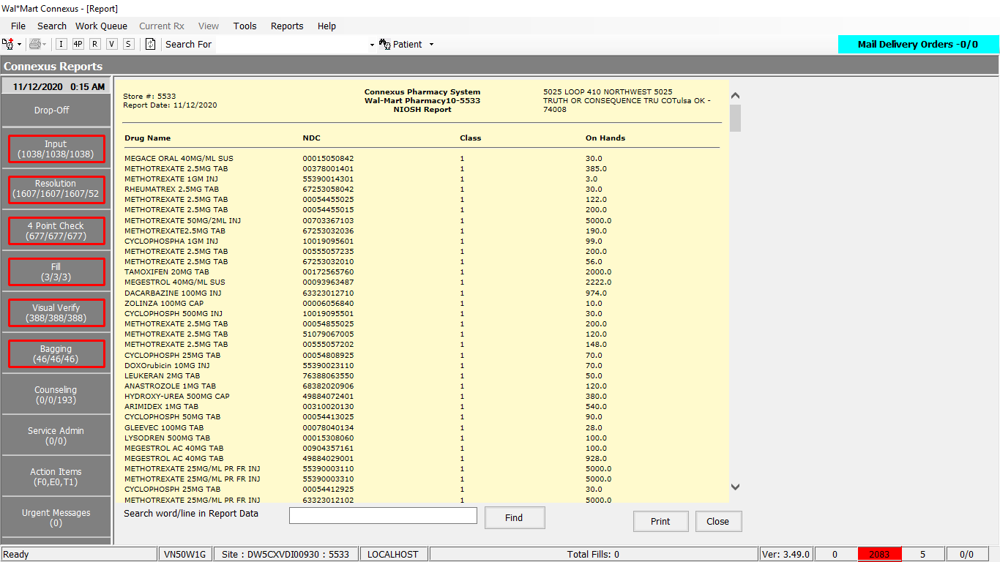 Wal*Mart Connexus - [Report]
File Search Work Queue Current Rx View Tools Reports Help
I 4P R V S Search For Patient Mail Delivery Orders -0/0
Connexus Reports
11/12/2020 0:15 AM
Drop-Off
Input
(1038/1038/1038)
Resolution
(1607/1607/1607/52
4 Point Check
(677/677/677)
Fill
(3/3/3)
Visual Verify
(388/388/388)
Bagging
(46/46/46)
Counseling
(0/0/193)
Service Admin
(0/0)
Action Items
(F0,E0,T1)
Urgent Messages
(0)
Store #: 5533
Report Date: 11/12/2020
Connexus Pharmacy System
Wal-Mart Pharmacy10-5533
NIOSH Report
5025 LOOP 410 NORTHWEST 5025
TRUTH OR CONSEQUENCE TRU COTulsa OK -
74008
Drug Name NDC Class On Hands
MEGACE ORAL 40MG/ML SUS 00015050842 1 30.0
METHOTREXATE 2.5MG TAB 00378001401 1 385.0
METHOTREXATE 1GM INJ 55390014301 1 3.0
RHEUMATREX 2.5MG TAB 67253058042 1 30.0
METHOTREXATE 2.5MG TAB 00054455025 1 122.0
METHOTREXATE 2.5MG TAB 00054455015 1 200.0
METHOTREXATE 50MG/2ML INJ 00703367103 1 5000.0
METHOTREXATE2.5MG TAB 67253032036 1 190.0
CYCLOPHOSPHA 1GM INJ 10019095601 1 99.0
METHOTREXATE 2.5MG TAB 00555057235 1 200.0
METHOTREXATE 2.5MG TAB 67253032010 1 56.0
TAMOXIFEN 20MG TAB 00172565760 1 2000.0
MEGESTROL 40MG/ML SUS 00093963487 1 2222.0
DACARBAZINE 100MG INJ 63323012710 1 974.0
ZOLINZA 100MG CAP 00006056840 1 10.0
CYCLOPHOSPH 500MG INJ 10019095501 1 30.0
METHOTREXATE 2.5MG TAB 00054855025 1 200.0
METHOTREXATE 2.5MG TAB 51079067005 1 120.0
METHOTREXATE 2.5MG TAB 00555057202 1 148.0
CYCLOPHOSPH 25MG TAB 00054808925 1 70.0
DOXOrubicin 10MG INJ 55390023110 1 70.0
LEUKERAN 2MG TAB 76388063550 1 50.0
ANASTROZOLE 1MG TAB 68382020906 1 120.0
HYDROXY-UREA 500MG CAP 49884072401 1 380.0
ARIMIDEX 1MG TAB 00310020130 1 540.0
CYCLOPHOSPH 50MG TAB 00054413025 1 90.0
GLEEVEC 100MG TAB 00078040134 1 28.0
LYSODREN 500MG TAB 00015308060 1 100.0
MEGESTROL AC 40MG TAB 00904357161 1 100.0
MEGESTROL AC 40MG TAB 49884029001 1 928.0
METHOTREXATE 25MG/ML PR FR INJ 55390003110 1 5000.0
METHOTREXATE 25MG/ML PR FR INJ 55390003310 1 5000.0
CYCLOPHOSPH 25MG TAB 00054412925 1 30.0
METHOTREXATE 25MG/ML PR FR INJ 63323012102 1 5000.0
Search word/line in Report Data Find Print Close
Ready VN50W1G Site : DW5CXVDI00930 : 5533 LOCALHOST Total Fills: 0 Ver: 3.49.0 0 2083 5 0/0